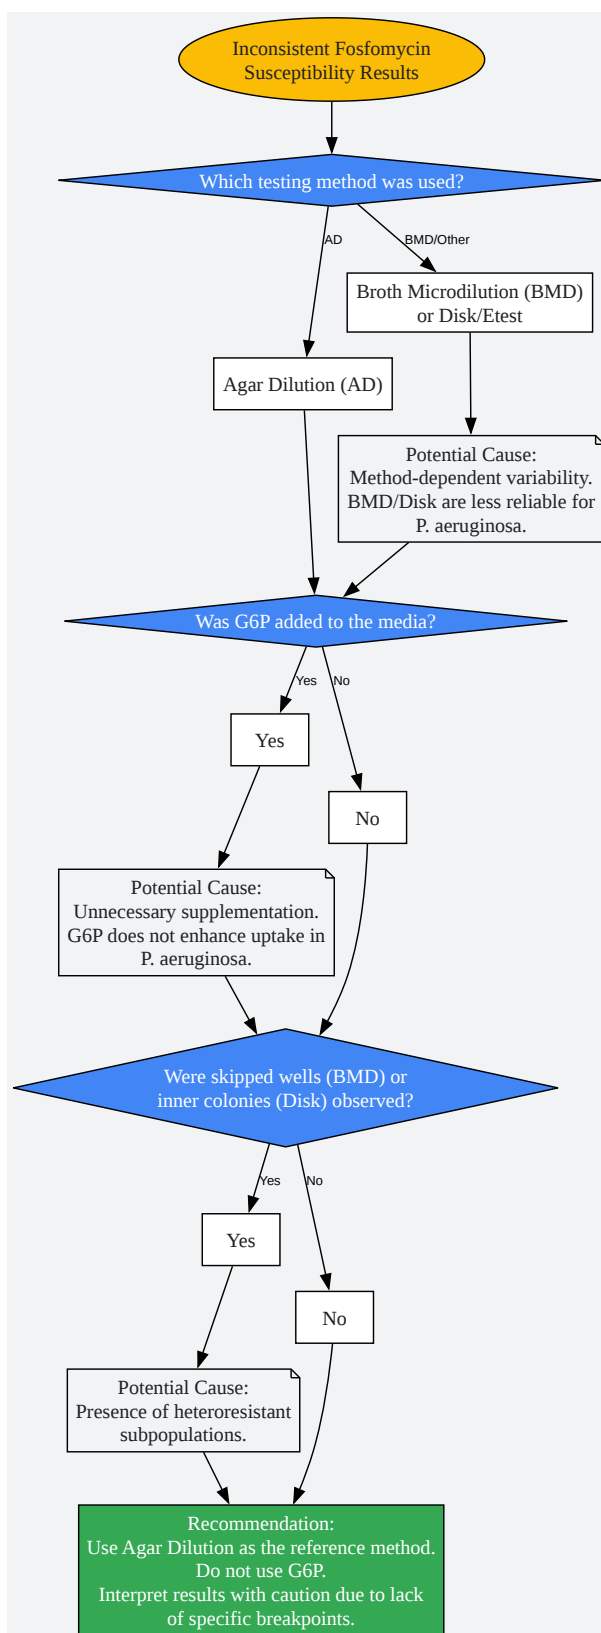 Inconsistent Fosfomycin
Susceptibility Results
Which testing method was used?
AD
BMD/Other
Broth Microdilution (BMD)
or Disk/Etest
Agar Dilution (AD)
Potential Cause:
Method-dependent variability.
BMD/Disk are less reliable for
P. aeruginosa.
Was G6P added to the media?
Yes
No
Yes
No
Potential Cause:
Unnecessary supplementation.
G6P does not enhance uptake in
P. aeruginosa.
Were skipped wells (BMD) or
inner colonies (Disk) observed?
Yes
No
Yes
No
Potential Cause:
Presence of heteroresistant
subpopulations.
Recommendation:
Use Agar Dilution as the reference method.
Do not use G6P.
Interpret results with caution due to lack
of specific breakpoints.